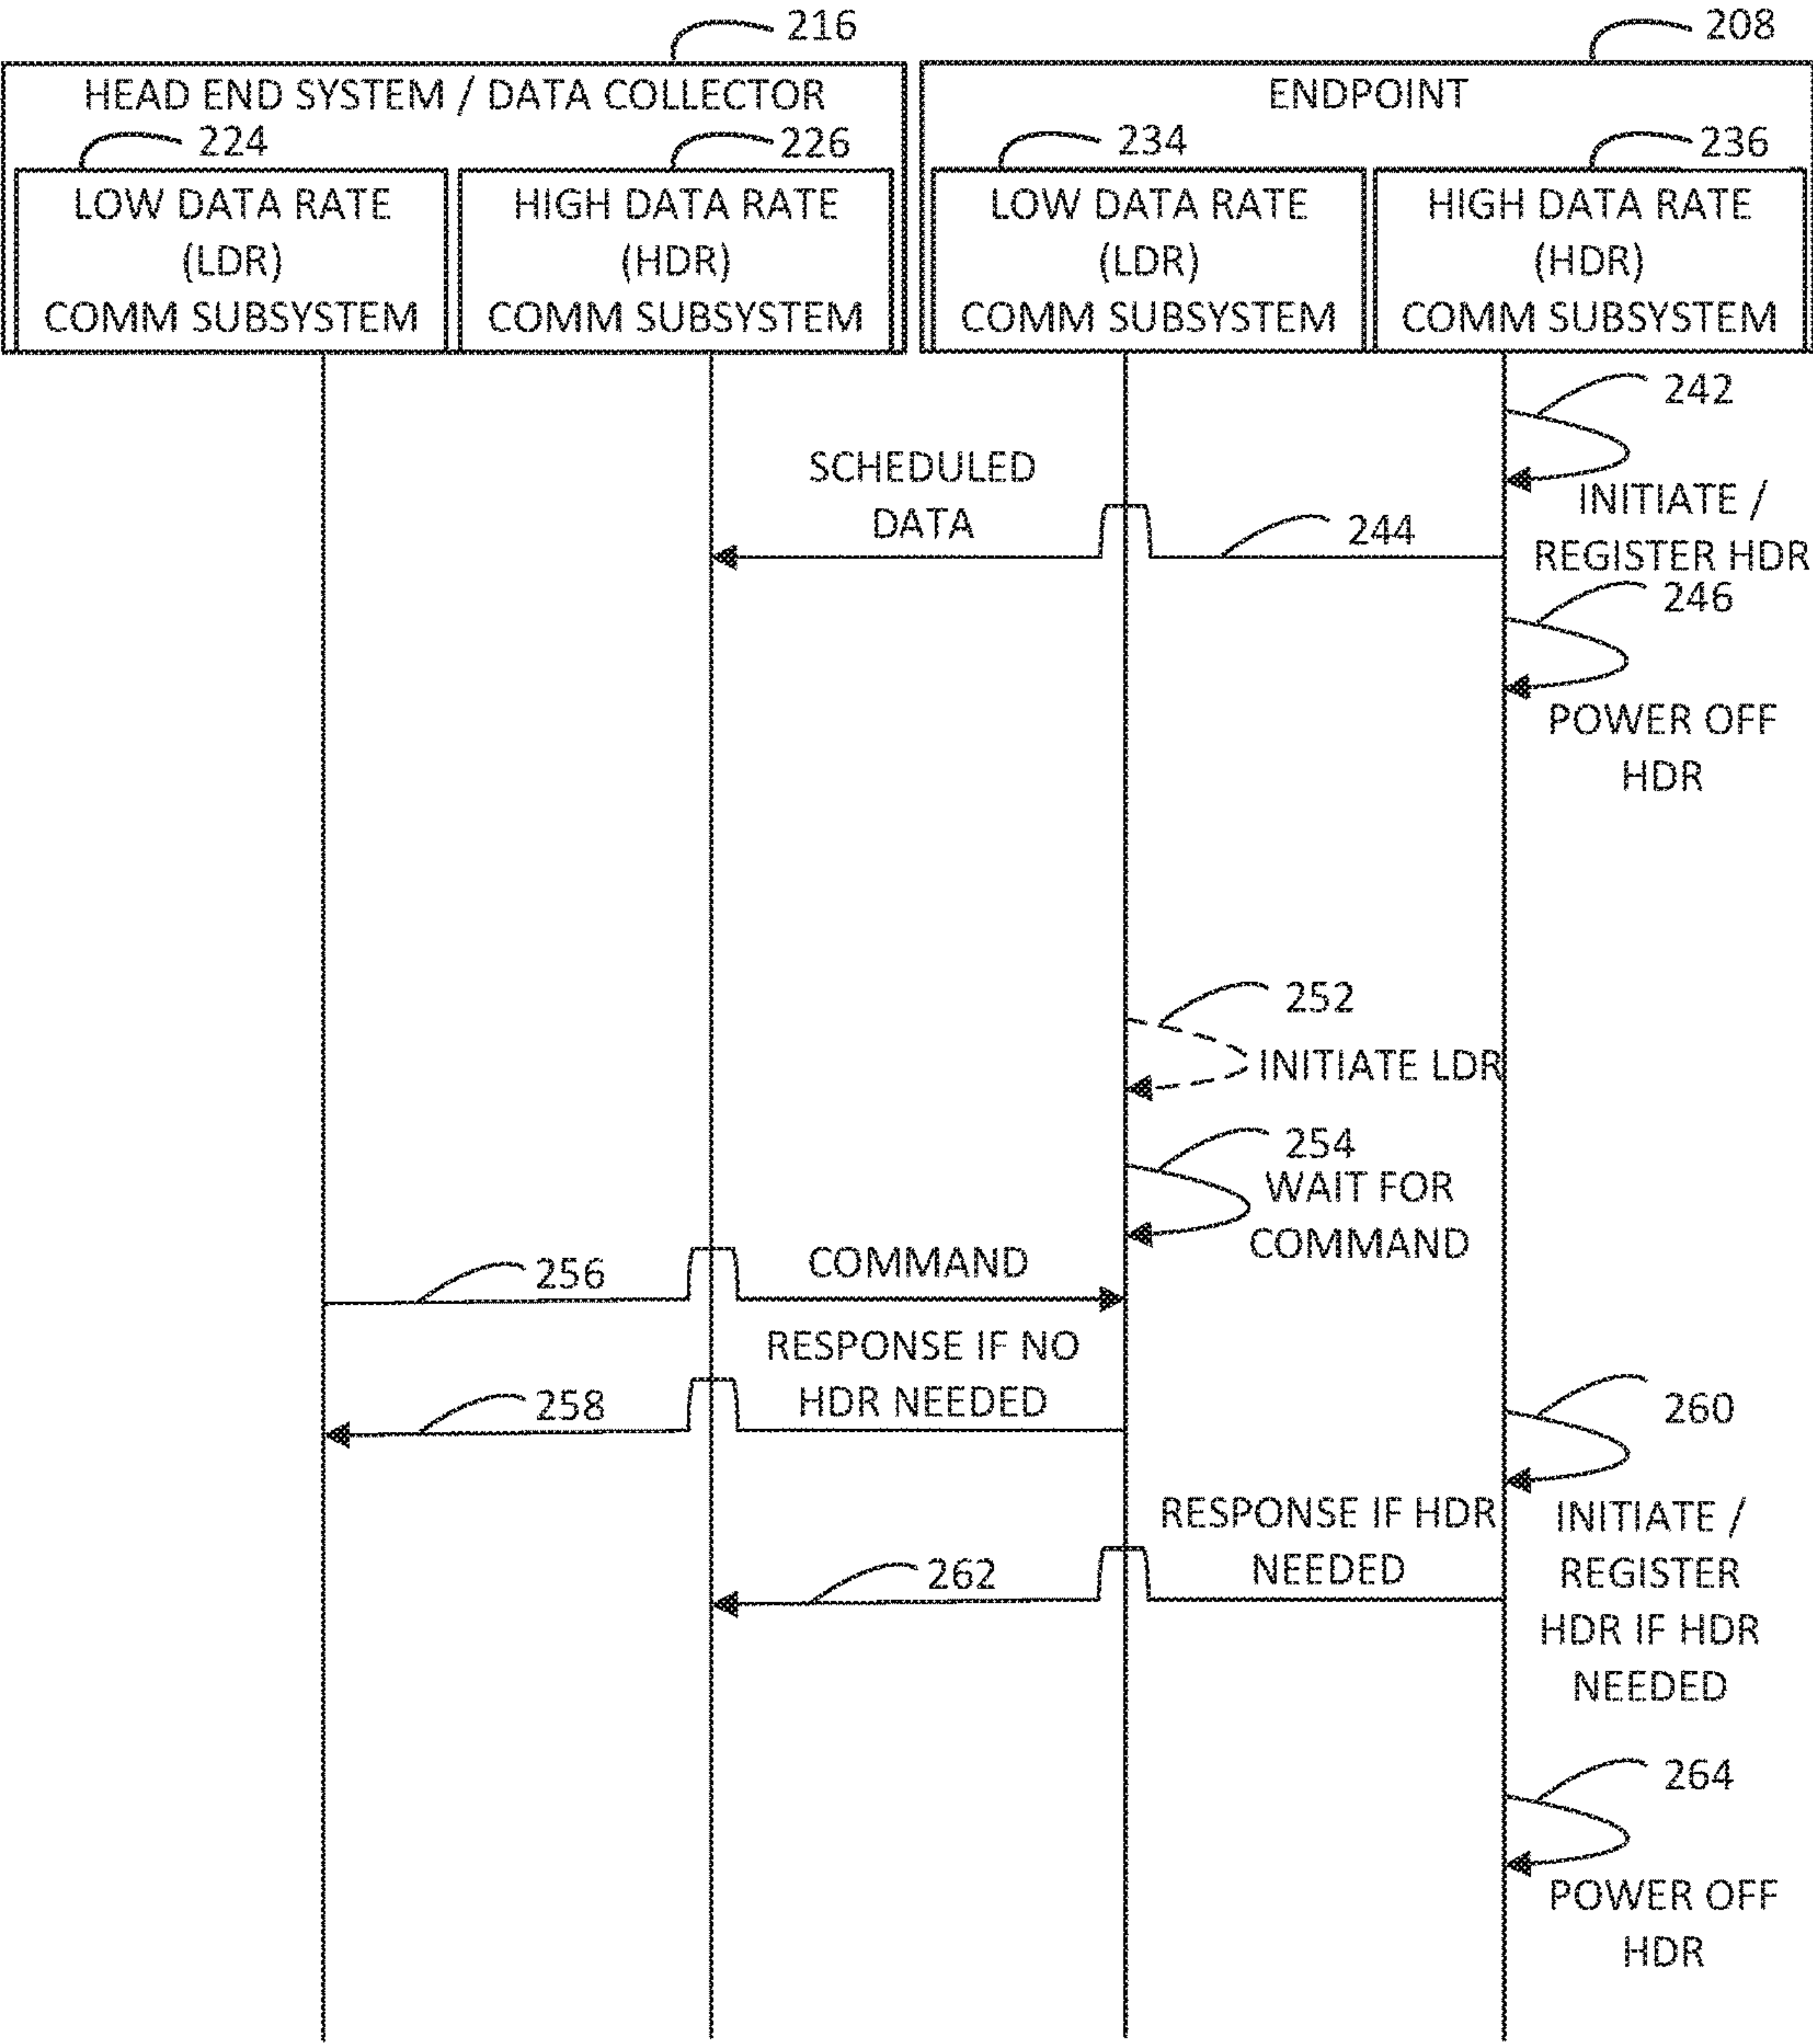 216
208
HEAD END SYSTEM / DATA COLLECTOR
ENDPOINT
224
226
234
236
LOW DATA RATE
(LDR)
COMM SUBSYSTEM
HIGH DATA RATE
(HDR)
COMM SUBSYSTEM
LOW DATA RATE
(LDR)
COMM SUBSYSTEM
HIGH DATA RATE
(HDR)
COMM SUBSYSTEM
242
INITIATE /
REGISTER HDR
SCHEDULED
DATA
244
246
POWER OFF
HDR
252
INITIATE LDR
254
WAIT FOR
COMMAND
256
COMMAND
RESPONSE IF NO
HDR NEEDED
258
260
INITIATE /
REGISTER
HDR IF HDR
NEEDED
RESPONSE IF HDR
NEEDED
262
264
POWER OFF
HDR